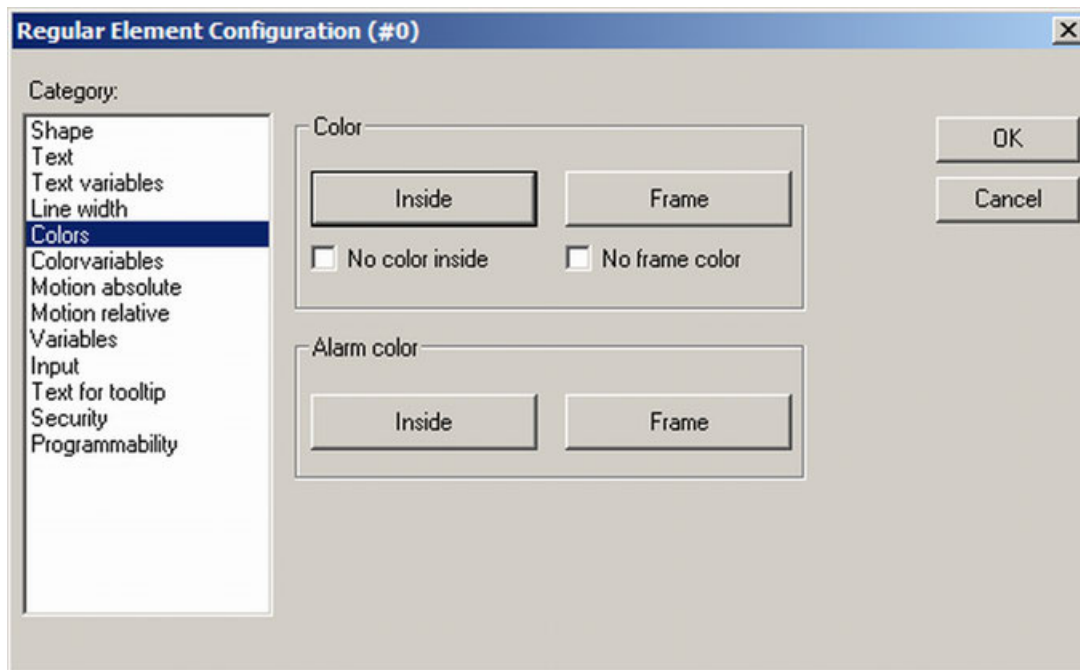 Regular Element Configuration (#0)
Category:
Shape
Text
Text variables
Line width
Colors
Colorvariables
Motion absolute
Motion relative
Variables
Input
Text for tooltip
Security
Programmability
Color
Inside
Frame
No color inside
No frame color
Alarm color
Inside
Frame
OK
Cancel